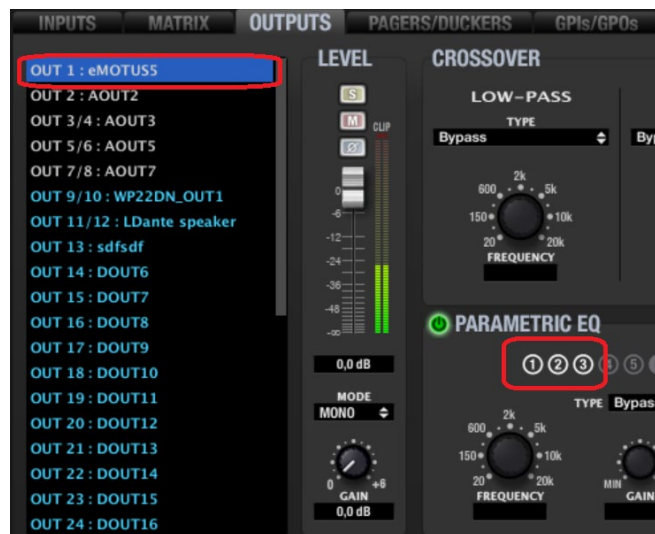 INPUTS MATRIX OUTPUTS PAGERS/DUCKERS GPIs/GPOs
OUT 1 : eMOTUS5
OUT 2 : AOUT2
OUT 3/4 : AOUT3
OUT 5/6 : AOUT5
OUT 7/8 : AOUT7
OUT 9/10 : WP22DN_OUT1
OUT 11/12 : LDante speaker
OUT 13 : sdfsdf
OUT 14 : DOUT6
OUT 15 : DOUT7
OUT 16 : DOUT8
OUT 17 : DOUT9
OUT 18 : DOUT10
OUT 19 : DOUT11
OUT 20 : DOUT12
OUT 21 : DOUT13
OUT 22 : DOUT14
OUT 23 : DOUT15
OUT 24 : DOUT16
LEVEL
S
M
CLIP
Ø
0
-6
-12
-24
-36
-48
-∞
0,0 dB
MODE
MONO
0 +6
GAIN
0,0 dB
CROSSOVER
LOW-PASS
TYPE
Bypass By
2k
600 5k
150 10k
20 20k
FREQUENCY
PARAMETRIC EQ
1 2 3 4 5
TYPE Bypas
2k
600 5k
150 10k
20 20k MIN
FREQUENCY GAIN